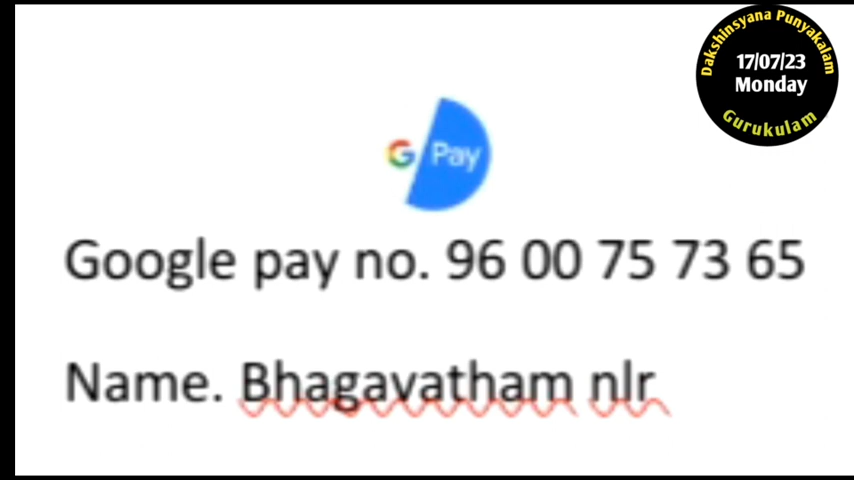 Dakshinsyana Punyakalam
17/07/23
Monday
Gurukulam
G Pay
Google pay no. 96 00 75 73 65
Name. Bhagavatham nlr